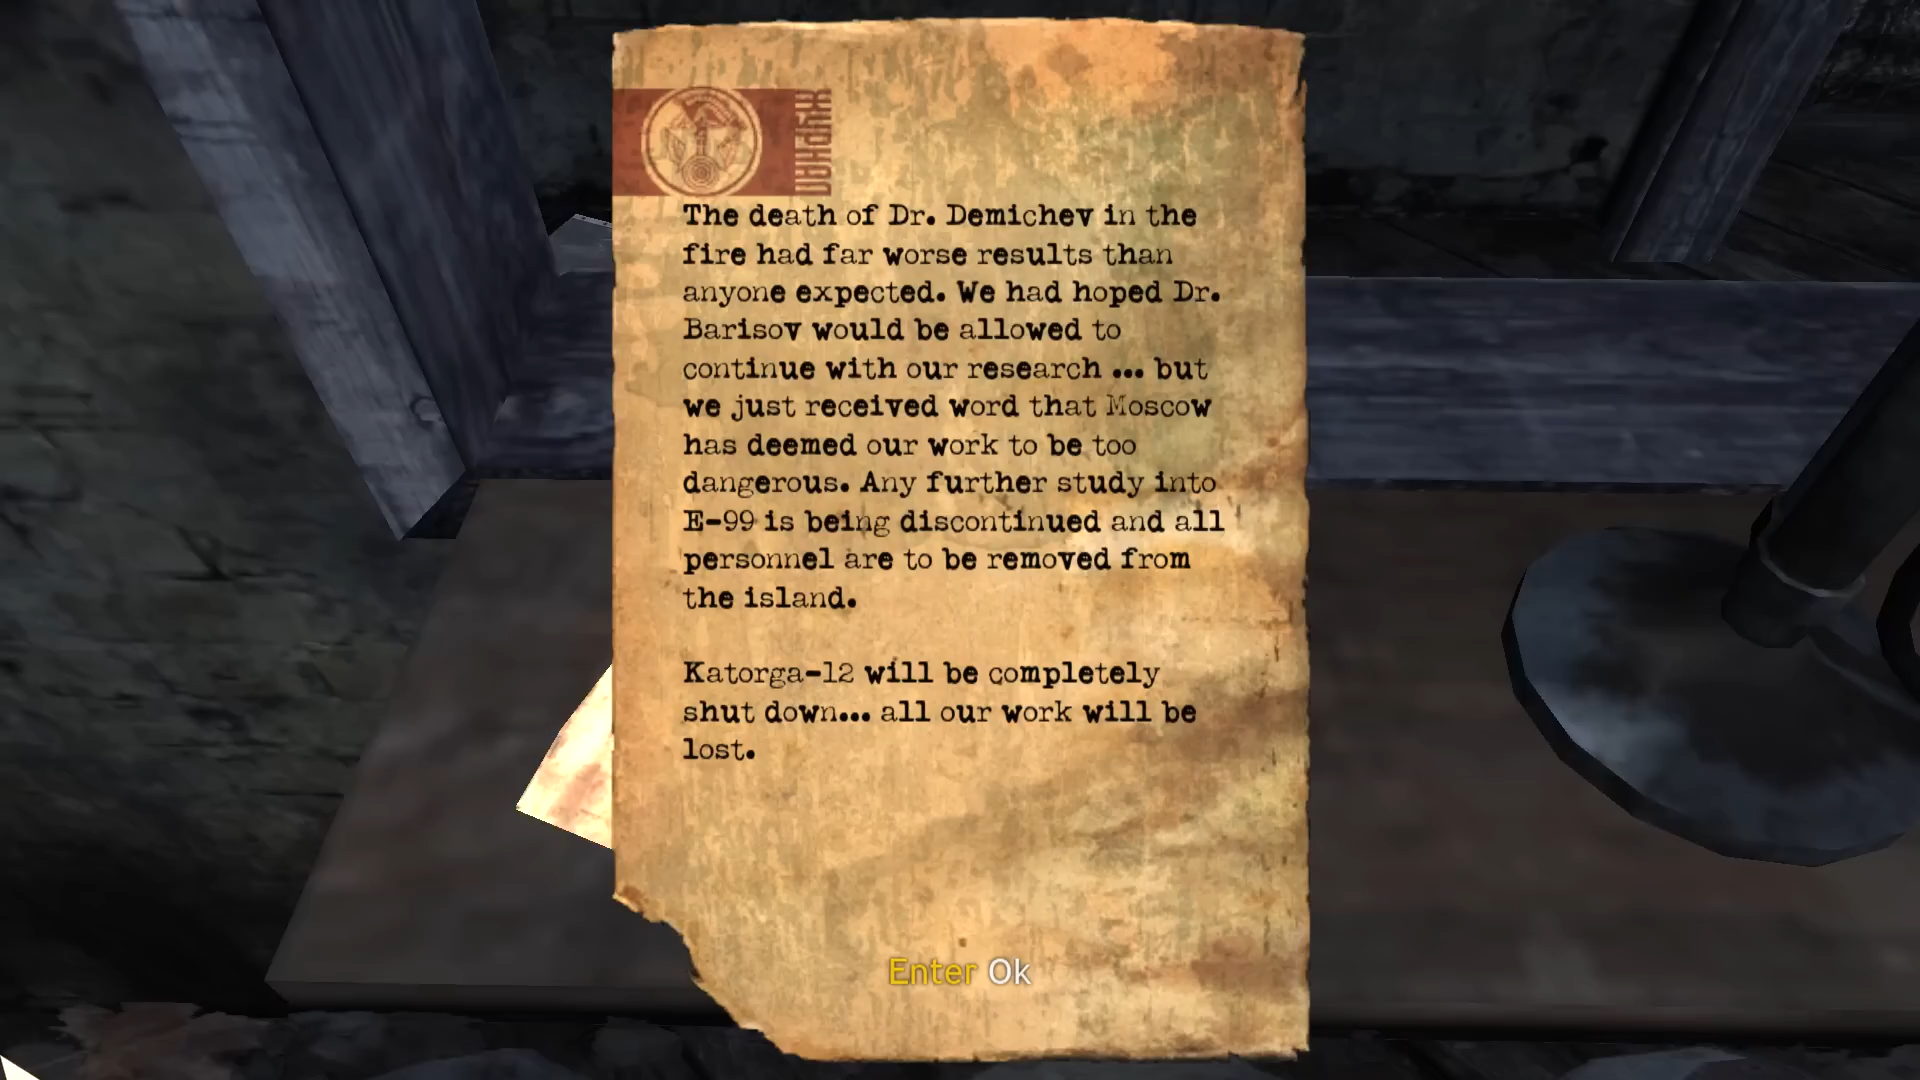 The death of Dr. Demichev in the
fire had far worse results than
anyone expected. We had hoped Dr.
Barisov would be allowed to
continue with our research ... but
we just received word that Moscow
has deemed our work to be too
dangerous. Any further study into
E-99 is being discontinued and all
personnel are to be removed from
the island.
Katorga-12 will be completely
shut down... all our work will be
lost.
Enter Ok